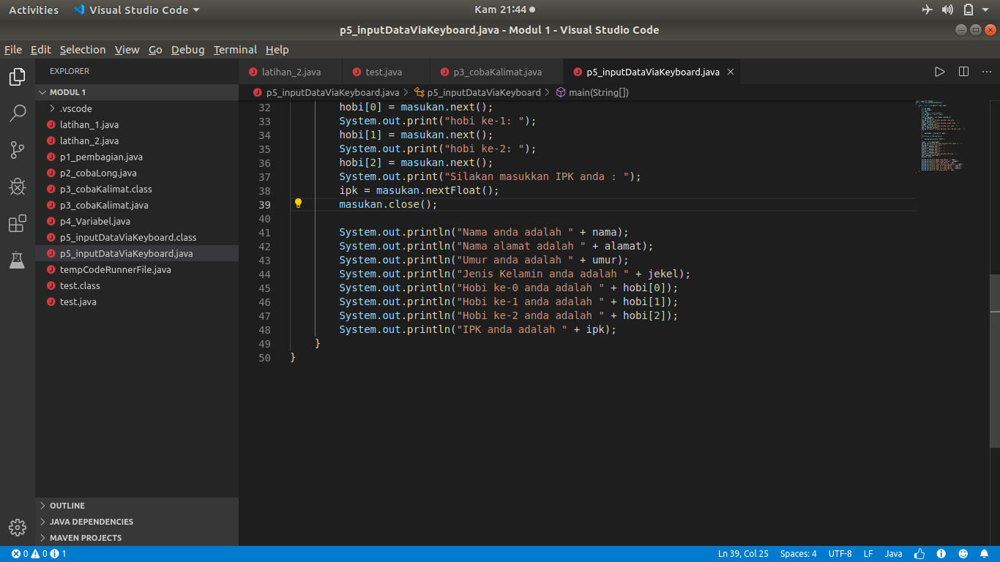 Activities Visual Studio Code Kam 21:44
p5_inputDataViaKeyboard.java - Modul 1 - Visual Studio Code
File Edit Selection View Go Debug Terminal Help
EXPLORER
MODUL 1
.vscode
latihan_1.java
latihan_2.java
p1_pembagian.java
p2_cobaLong.java
p3_cobaKalimat.class
p3_cobaKalimat.java
p4_Variabel.java
p5_inputDataViaKeyboard.class
p5_inputDataViaKeyboard.java
tempCodeRunnerFile.java
test.class
test.java
OUTLINE
JAVA DEPENDENCIES
MAVEN PROJECTS
latihan_2.java test.java p3_cobaKalimat.java p5_inputDataViaKeyboard.java
p5_inputDataViaKeyboard.java > p5_inputDataViaKeyboard > main(String[])
32 hobi[0] = masukan.next();
33 System.out.print("hobi ke-1: ");
34 hobi[1] = masukan.next();
35 System.out.print("hobi ke-2: ");
36 hobi[2] = masukan.next();
37 System.out.print("Silakan masukkan IPK anda : ");
38 ipk = masukan.nextFloat();
39 masukan.close();
40
41 System.out.println("Nama anda adalah " + nama);
42 System.out.println("Nama alamat adalah " + alamat);
43 System.out.println("Umur anda adalah " + umur);
44 System.out.println("Jenis Kelamin anda adalah " + jekel);
45 System.out.println("Hobi ke-0 anda adalah " + hobi[0]);
46 System.out.println("Hobi ke-1 anda adalah " + hobi[1]);
47 System.out.println("Hobi ke-2 anda adalah " + hobi[2]);
48 System.out.println("IPK anda adalah " + ipk);
49 }
50 }
0 0 1 Ln 39, Col 25 Spaces: 4 UTF-8 LF Java